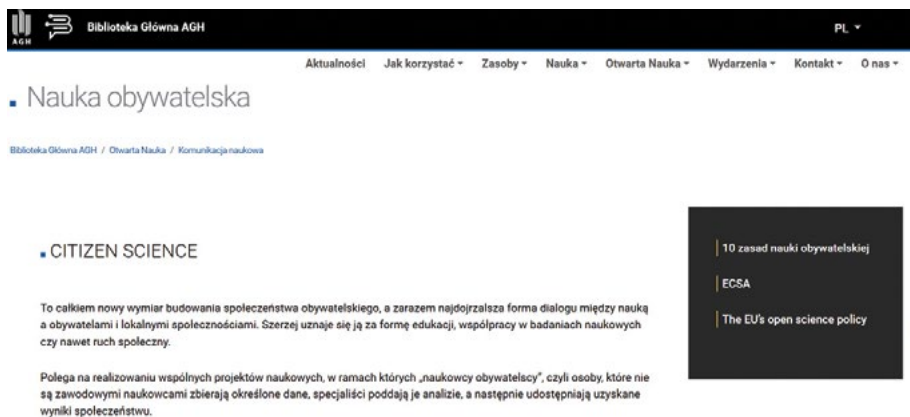 AGH
Biblioteka Główna AGH
PL
Aktualności Jak korzystać Zasoby Nauka Otwarta Nauka Wydarzenia Kontakt O nas
Nauka obywatelska
Biblioteka Główna AGH / Otwarta Nauka / Komunikacja naukowa
CITIZEN SCIENCE
To całkiem nowy wymiar budowania społeczeństwa obywatelskiego, a zarazem najdojrzalsza forma dialogu między nauką
a obywatelami i lokalnymi społecznościami. Szerzej uznaje się ją za formę edukacji, współpracy w badaniach naukowych
czy nawet ruch społeczny.
Polega na realizowaniu wspólnych projektów naukowych, w ramach których „naukowcy obywatelscy”, czyli osoby, które nie
są zawodowymi naukowcami zbierają określone dane, specjaliści poddają je analizie, a następnie udostępniają uzyskane
wyniki społeczeństwu.
10 zasad nauki obywatelskiej
ECSA
The EU's open science policy